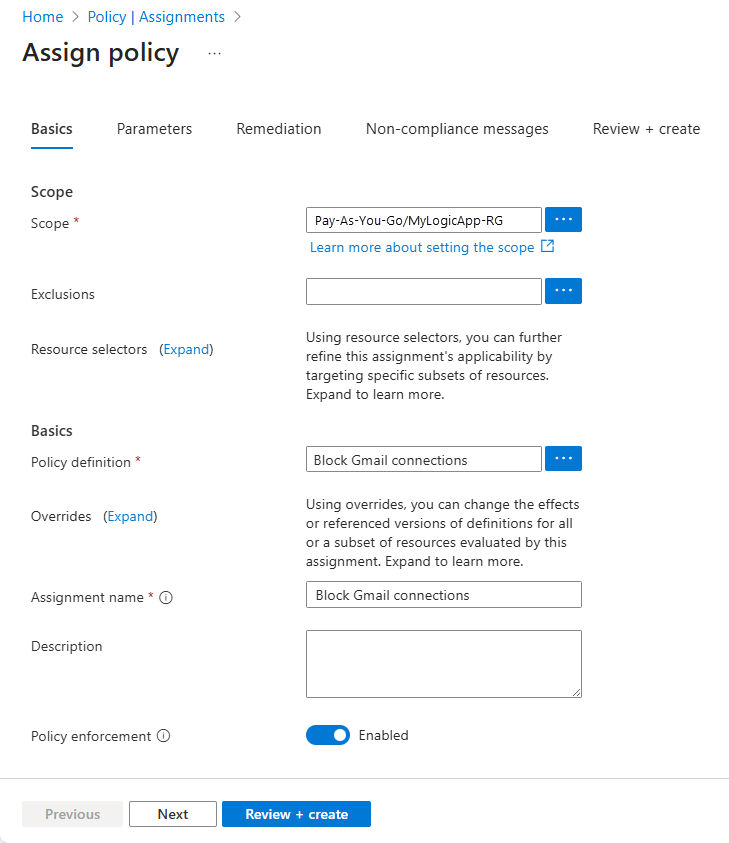 Home > Policy | Assignments >
Assign policy ...
Basics Parameters Remediation Non-compliance messages Review + create
Scope
Scope * Pay-As-You-Go/MyLogicApp-RG ...
Learn more about setting the scope
Exclusions ...
Resource selectors (Expand) Using resource selectors, you can further
refine this assignment's applicability by
targeting specific subsets of resources.
Expand to learn more.
Basics
Policy definition * Block Gmail connections ...
Overrides (Expand) Using overrides, you can change the effects
or referenced versions of definitions for all
or a subset of resources evaluated by this
assignment. Expand to learn more.
Assignment name * Block Gmail connections
Description
Policy enforcement Enabled
Previous Next Review + create